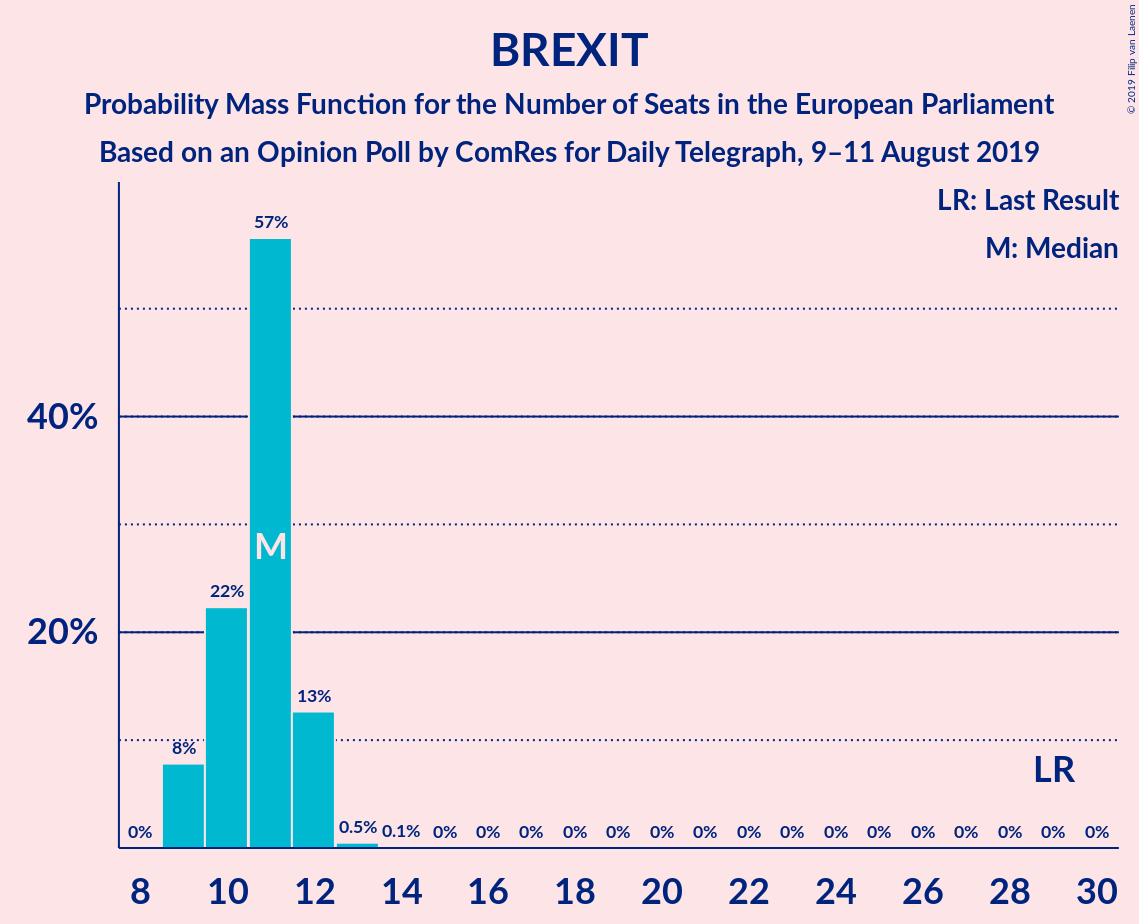 BREXIT
Probability Mass Function for the Number of Seats in the European Parliament
Based on an Opinion Poll by ComRes for Daily Telegraph, 9–11 August 2019
© 2019 Filip van Laenen
LR: Last Result
M: Median
57%
40%
M
22%
20%
13%
8%
LR
0% 0.5% 0.1% 0% 0% 0% 0% 0% 0% 0% 0% 0% 0% 0% 0% 0% 0% 0% 0%
8 10 12 14 16 18 20 22 24 26 28 30